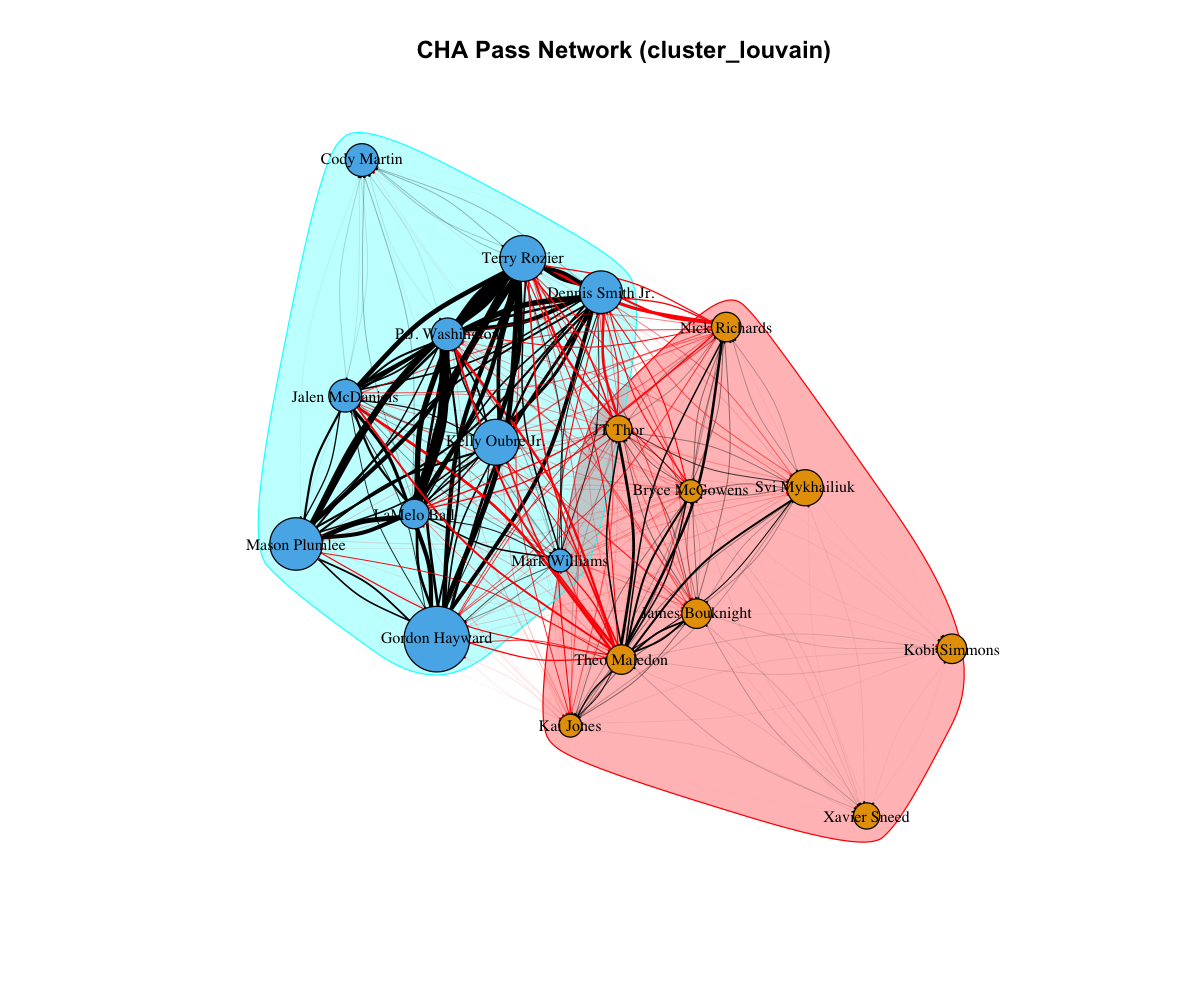 CHA Pass Network (cluster_louvain)
Cody Martin
Terry Rozier
Dennis Smith Jr.
Nick Richards
P.J. Washington
Jalen McDaniels
JT Thor
Kelly Oubre Jr.
Bryce McGowens
Svi Mykhailiuk
LaMelo Ball
Mason Plumlee
Mark Williams
James Bouknight
Gordon Hayward
Theo Maledon
Kobi Simmons
Kai Jones
Xavier Sneed